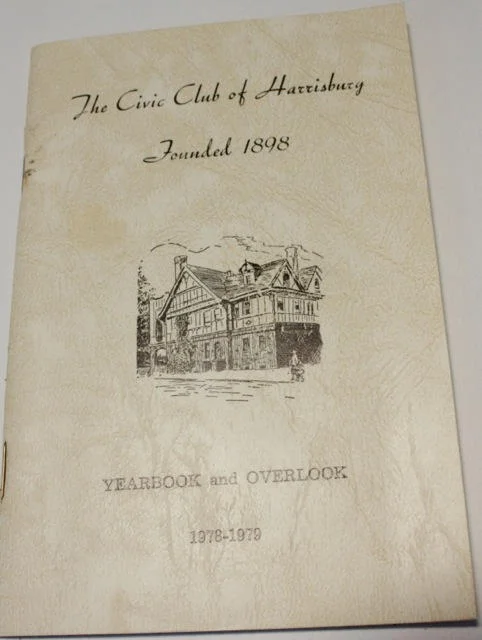 The Civic Club of Harrisburg
Founded 1898
YEARBOOK and OVERLOOK
1978-1979